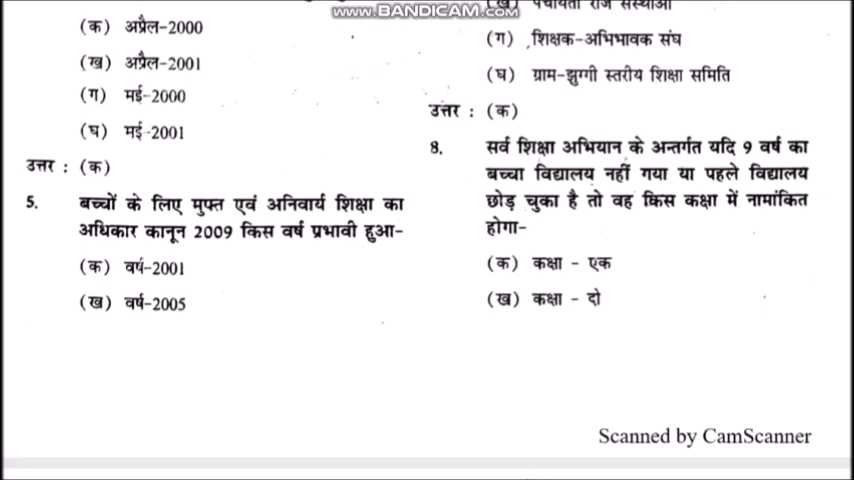 www.BANDICAM.com
(क) अप्रैल-2000
(ख) अप्रैल-2001
(ग) मई-2000
(घ) मई-2001
उत्तर : (क)
5. बच्चों के लिए मुफ्त एवं अनिवार्य शिक्षा का
अधिकार कानून 2009 किस वर्ष प्रभावी हुआ-
(क) वर्ष-2001
(ख) वर्ष-2005
(ख) पंचायती राज संस्थाओं
(ग) शिक्षक-अभिभावक संघ
(घ) ग्राम-झुग्गी स्तरीय शिक्षा समिति
उत्तर : (क)
8. सर्व शिक्षा अभियान के अन्तर्गत यदि 9 वर्ष का
बच्चा विद्यालय नहीं गया या पहले विद्यालय
छोड़ चुका है तो वह किस कक्षा में नामांकित
होगा-
(क) कक्षा - एक
(ख) कक्षा - दो
Scanned by CamScanner